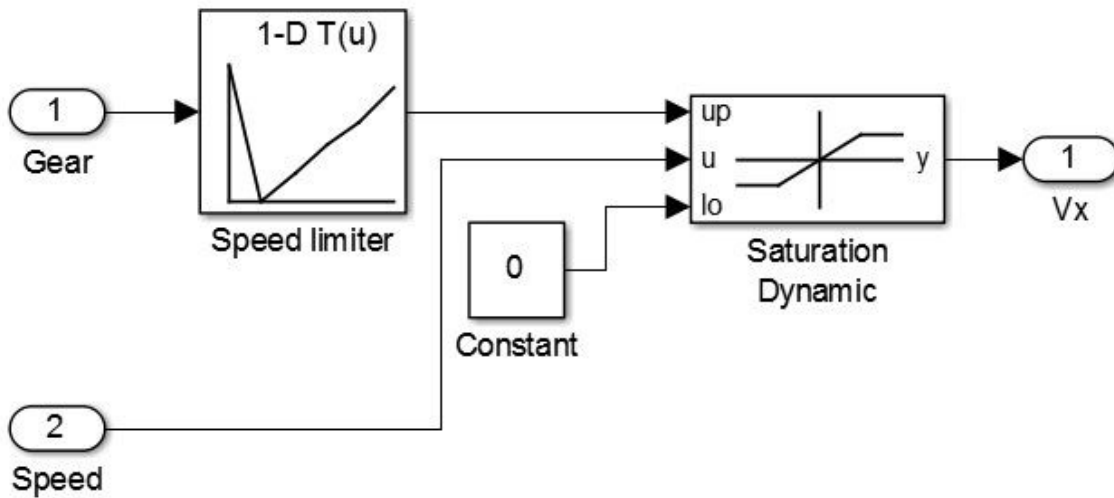 1-D T(u)
1
Gear
Speed limiter
up
u
lo
y
Saturation
Dynamic
1
Vx
0
Constant
2
Speed